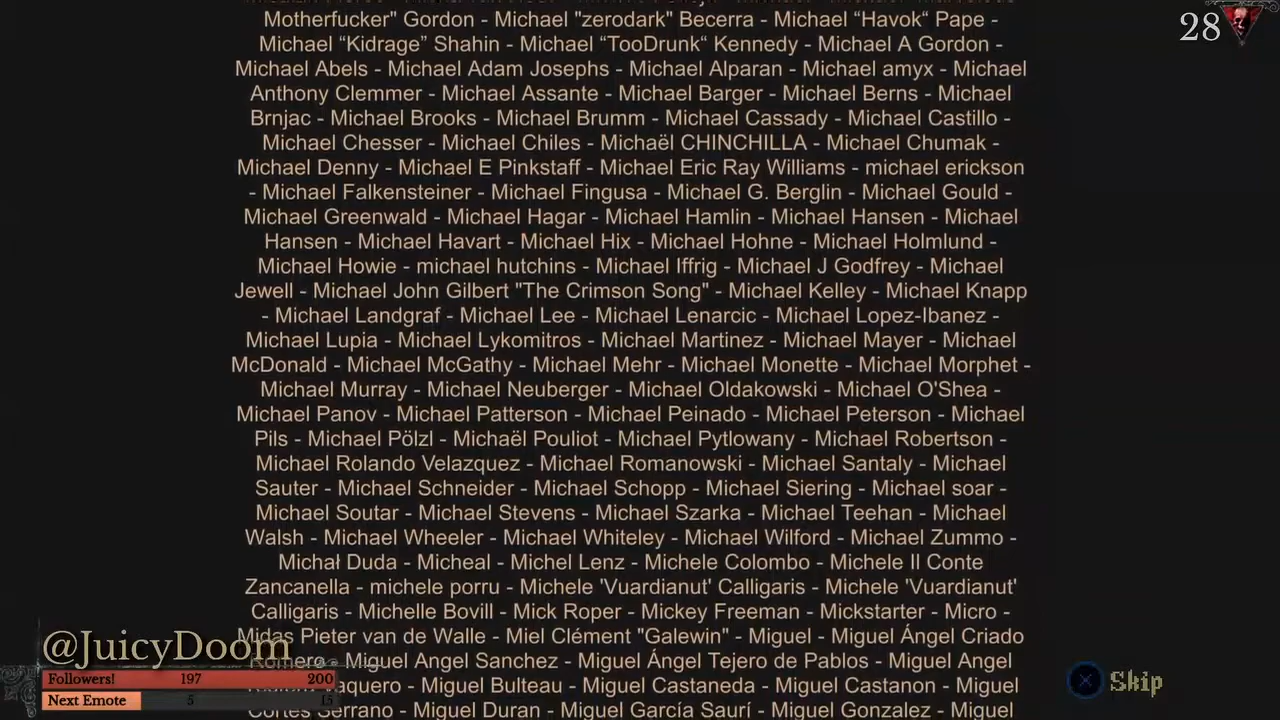 Motherfucker" Gordon - Michael "zerodark" Becerra - Michael “Havok“ Pape -
28
Michael “Kidrage” Shahin - Michael “TooDrunk“ Kennedy - Michael A Gordon -
Michael Abels - Michael Adam Josephs - Michael Alparan - Michael amyx - Michael
Anthony Clemmer - Michael Assante - Michael Barger - Michael Berns - Michael
Brnjac - Michael Brooks - Michael Brumm - Michael Cassady - Michael Castillo -
Michael Chesser - Michael Chiles - Michaël CHINCHILLA - Michael Chumak -
Michael Denny - Michael E Pinkstaff - Michael Eric Ray Williams - michael erickson
- Michael Falkensteiner - Michael Fingusa - Michael G. Berglin - Michael Gould -
Michael Greenwald - Michael Hagar - Michael Hamlin - Michael Hansen - Michael
Hansen - Michael Havart - Michael Hix - Michael Hohne - Michael Holmlund -
Michael Howie - michael hutchins - Michael Iffrig - Michael J Godfrey - Michael
Jewell - Michael John Gilbert "The Crimson Song" - Michael Kelley - Michael Knapp
- Michael Landgraf - Michael Lee - Michael Lenarcic - Michael Lopez-Ibanez -
Michael Lupia - Michael Lykomitros - Michael Martinez - Michael Mayer - Michael
McDonald - Michael McGathy - Michael Mehr - Michael Monette - Michael Morphet -
Michael Murray - Michael Neuberger - Michael Oldakowski - Michael O'Shea -
Michael Panov - Michael Patterson - Michael Peinado - Michael Peterson - Michael
Pils - Michael Pölzl - Michaël Pouliot - Michael Pytlowany - Michael Robertson -
Michael Rolando Velazquez - Michael Romanowski - Michael Santaly - Michael
Sauter - Michael Schneider - Michael Schopp - Michael Siering - Michael soar -
Michael Soutar - Michael Stevens - Michael Szarka - Michael Teehan - Michael
Walsh - Michael Wheeler - Michael Whiteley - Michael Wilford - Michael Zummo -
Michał Duda - Micheal - Michel Lenz - Michele Colombo - Michele Il Conte
Zancanella - michele porru - Michele 'Vuardianut' Calligaris - Michele 'Vuardianut'
Calligaris - Michelle Bovill - Mick Roper - Mickey Freeman - Mickstarter - Micro -
Midas Pieter van de Walle - Miel Clément "Galewin" - Miguel - Miguel Ángel Criado
@JuicyDoom
Romero - Miguel Angel Sanchez - Miguel Ángel Tejero de Pablos - Miguel Angel
Followers! 197 200
Vaquero - Miguel Bulteau - Miguel Castaneda - Miguel Castanon - Miguel
Skip
Next Emote 5 15
Cortes Serrano - Miguel Duran - Miguel García Saurí - Miguel Gonzalez - Miguel